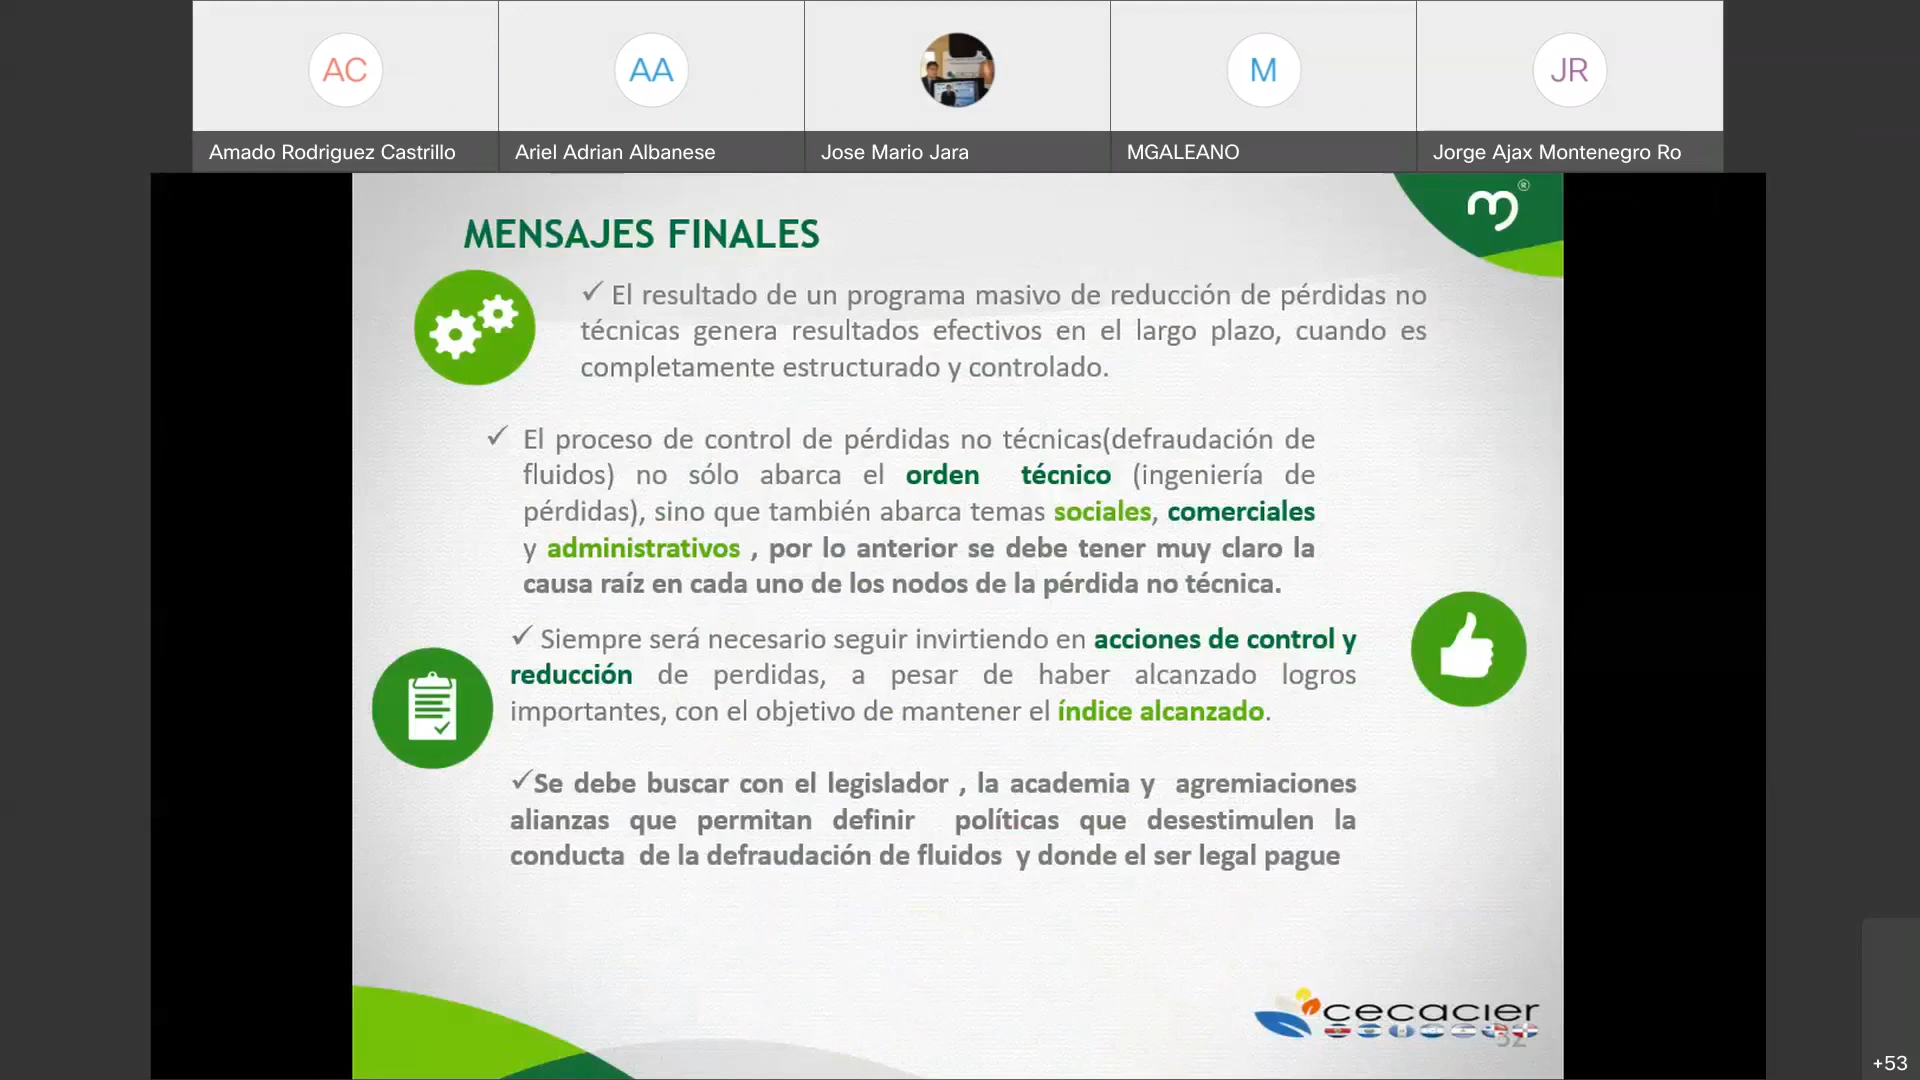 AC
AA
M
JR
Amado Rodriguez Castrillo
Ariel Adrian Albanese
Jose Mario Jara
MGALEANO
Jorge Ajax Montenegro Ro
®
MENSAJES FINALES
✓ El resultado de un programa masivo de reducción de pérdidas no
técnicas genera resultados efectivos en el largo plazo, cuando es
completamente estructurado y controlado.
✓ El proceso de control de pérdidas no técnicas(defraudación de
fluidos) no sólo abarca el orden técnico (ingeniería de
pérdidas), sino que también abarca temas sociales, comerciales
y administrativos , por lo anterior se debe tener muy claro la
causa raíz en cada uno de los nodos de la pérdida no técnica.
✓ Siempre será necesario seguir invirtiendo en acciones de control y
reducción de perdidas, a pesar de haber alcanzado logros
importantes, con el objetivo de mantener el índice alcanzado.
✓Se debe buscar con el legislador , la academia y agremiaciones
alianzas que permitan definir políticas que desestimulen la
conducta de la defraudación de fluidos y donde el ser legal pague
cecacier
52
+53